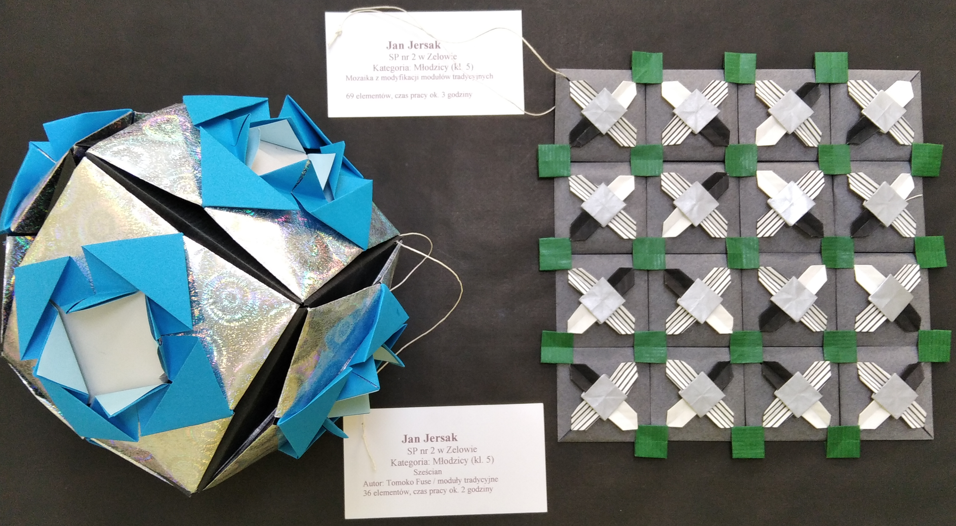 Jan Jersak
SP nr 2 w Zelowie
Kategoria: Młodzicy (kl. 5)
Mozaika z modyfikacji modułów tradycyjnych
69 elementów, czas pracy ok. 3 godziny
Jan Jersak
SP nr 2 w Zelowie
Kategoria: Młodzicy (kl. 5)
Sześcian
Autor: Tomoko Fuse / moduły tradycyjne
36 elementów, czas pracy ok. 2 godziny